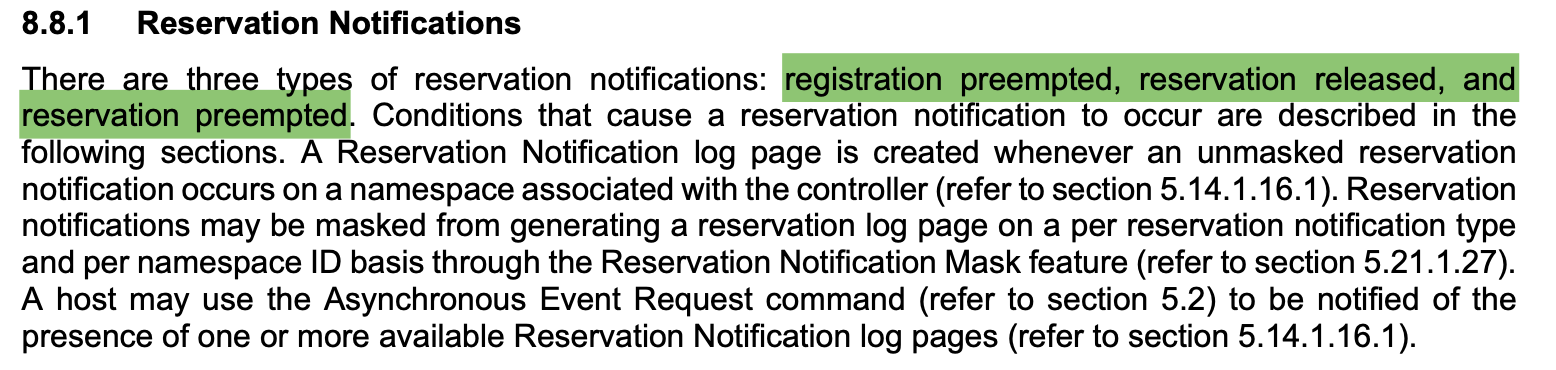 8.8.1 Reservation Notifications
There are three types of reservation notifications: registration preempted, reservation released, and
reservation preempted. Conditions that cause a reservation notification to occur are described in the
following sections. A Reservation Notification log page is created whenever an unmasked reservation
notification occurs on a namespace associated with the controller (refer to section 5.14.1.16.1). Reservation
notifications may be masked from generating a reservation log page on a per reservation notification type
and per namespace ID basis through the Reservation Notification Mask feature (refer to section 5.21.1.27).
A host may use the Asynchronous Event Request command (refer to section 5.2) to be notified of the
presence of one or more available Reservation Notification log pages (refer to section 5.14.1.16.1).